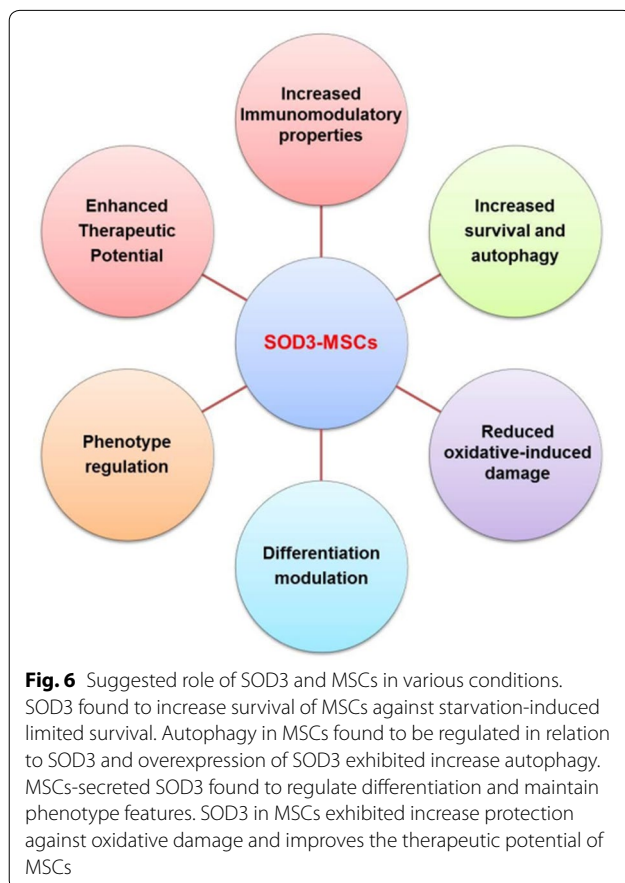 Increased
Immunomodulatory
properties
Enhanced
Therapeutic
Potential
Increased
survival and
autophagy
SOD3-MSCs
Phenotype
regulation
Reduced
oxidative-induced
damage
Differentiation
modulation
Fig. 6 Suggested role of SOD3 and MSCs in various conditions.
SOD3 found to increase survival of MSCs against starvation-induced
limited survival. Autophagy in MSCs found to be regulated in relation
to SOD3 and overexpression of SOD3 exhibited increase autophagy.
MSCs-secreted SOD3 found to regulate differentiation and maintain
phenotype features. SOD3 in MSCs exhibited increase protection
against oxidative damage and improves the therapeutic potential of
MSCs